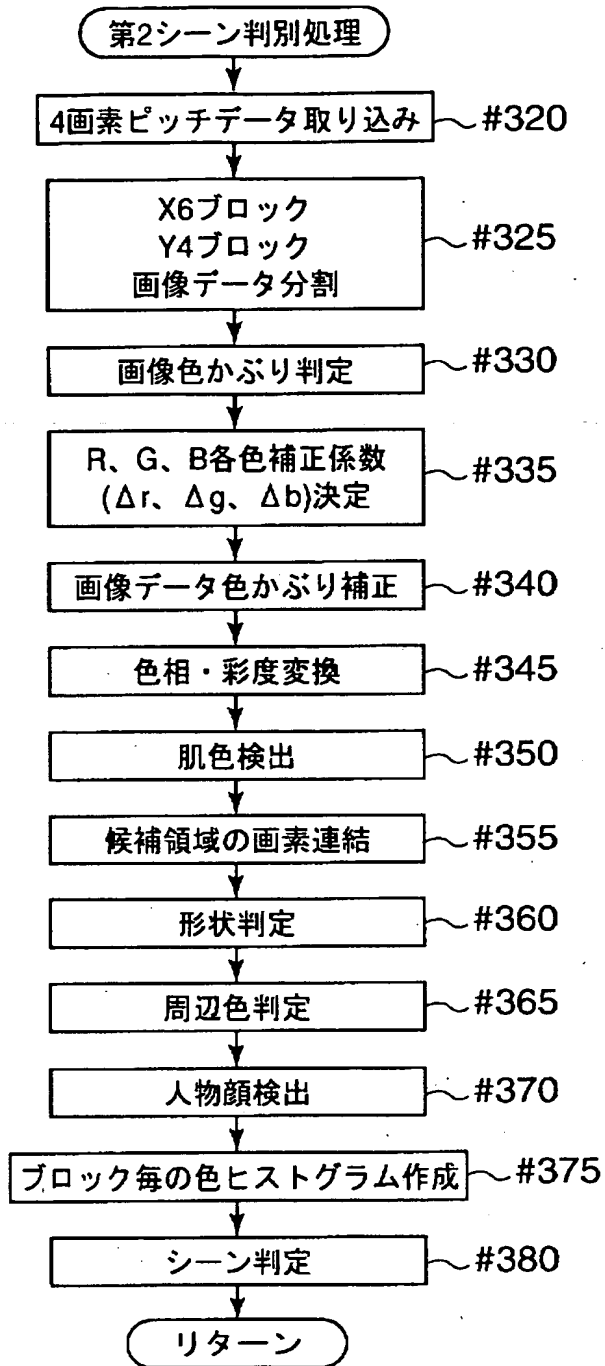 第2シーン判別処理
4画素ピッチデータ取り込み #320
X6ブロック
Y4ブロック #325
画像データ分割
画像色かぶり判定 #330
R、G、B各色補正係数 #335
(Δr、Δg、Δb)決定
画像データ色かぶり補正 #340
色相・彩度変換 #345
肌色検出 #350
候補領域の画素連結 #355
形状判定 #360
周辺色判定 #365
人物顔検出 #370
ブロック毎の色ヒストグラム作成 #375
シーン判定 #380
リターン